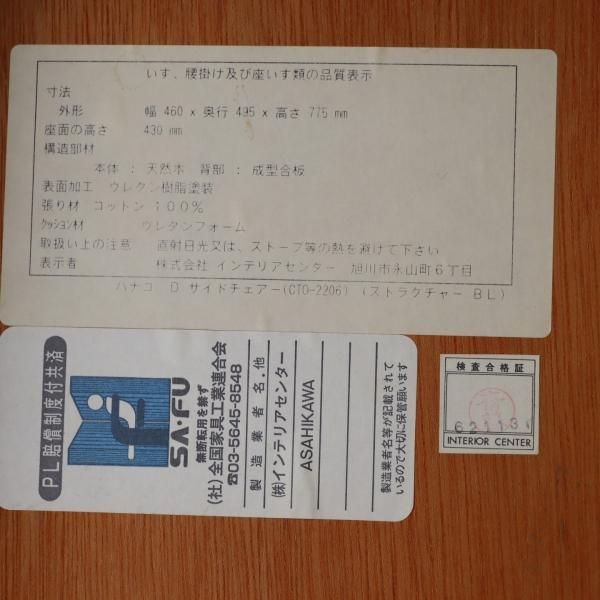 いす、腰掛け及び座いす類の品質表示
寸法
外形 幅 460 x 奥行 495 x 高さ 775 mm
座面の高さ 430 mm
構造部材
本体 : 天然木 背部 : 成型合板
表面加工 ウレタン樹脂塗装
張り材 コットン 100%
クッション材 ウレタンフォーム
取扱い上の注意 直射日光又は、ストーブ等の熱を避けて下さい
表示者 株式会社 インテリアセンター 旭川市永山町6丁目
ハナコ D サイドチェアー(CTO-2206) (ストラクチャー BL)
PL賠償制度付共済
SA・FU
無断転用を禁ず
(社)全国家具工業連合会
☎03-5645-8548
製造業者名・他
(株)インテリアセンター
ASAHIKAWA
製造業者名等が記載されて
いるので大切に保管願います
検査合格証
INTERIOR CENTER